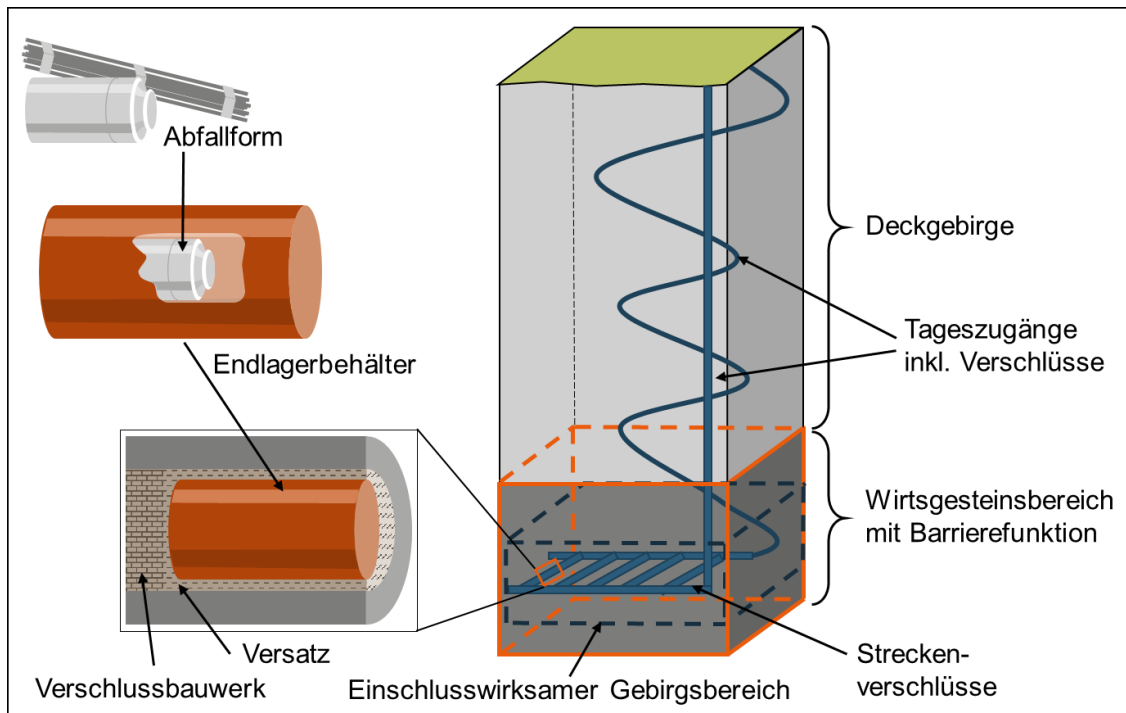 Abfallform
Endlagerbehälter
Versatz
Verschlussbauwerk
Deckgebirge
Tageszugänge
inkl. Verschlüsse
Wirtsgesteinsbereich
mit Barrierefunktion
Strecken-
verschlüsse
Einschlusswirksamer Gebirgsbereich